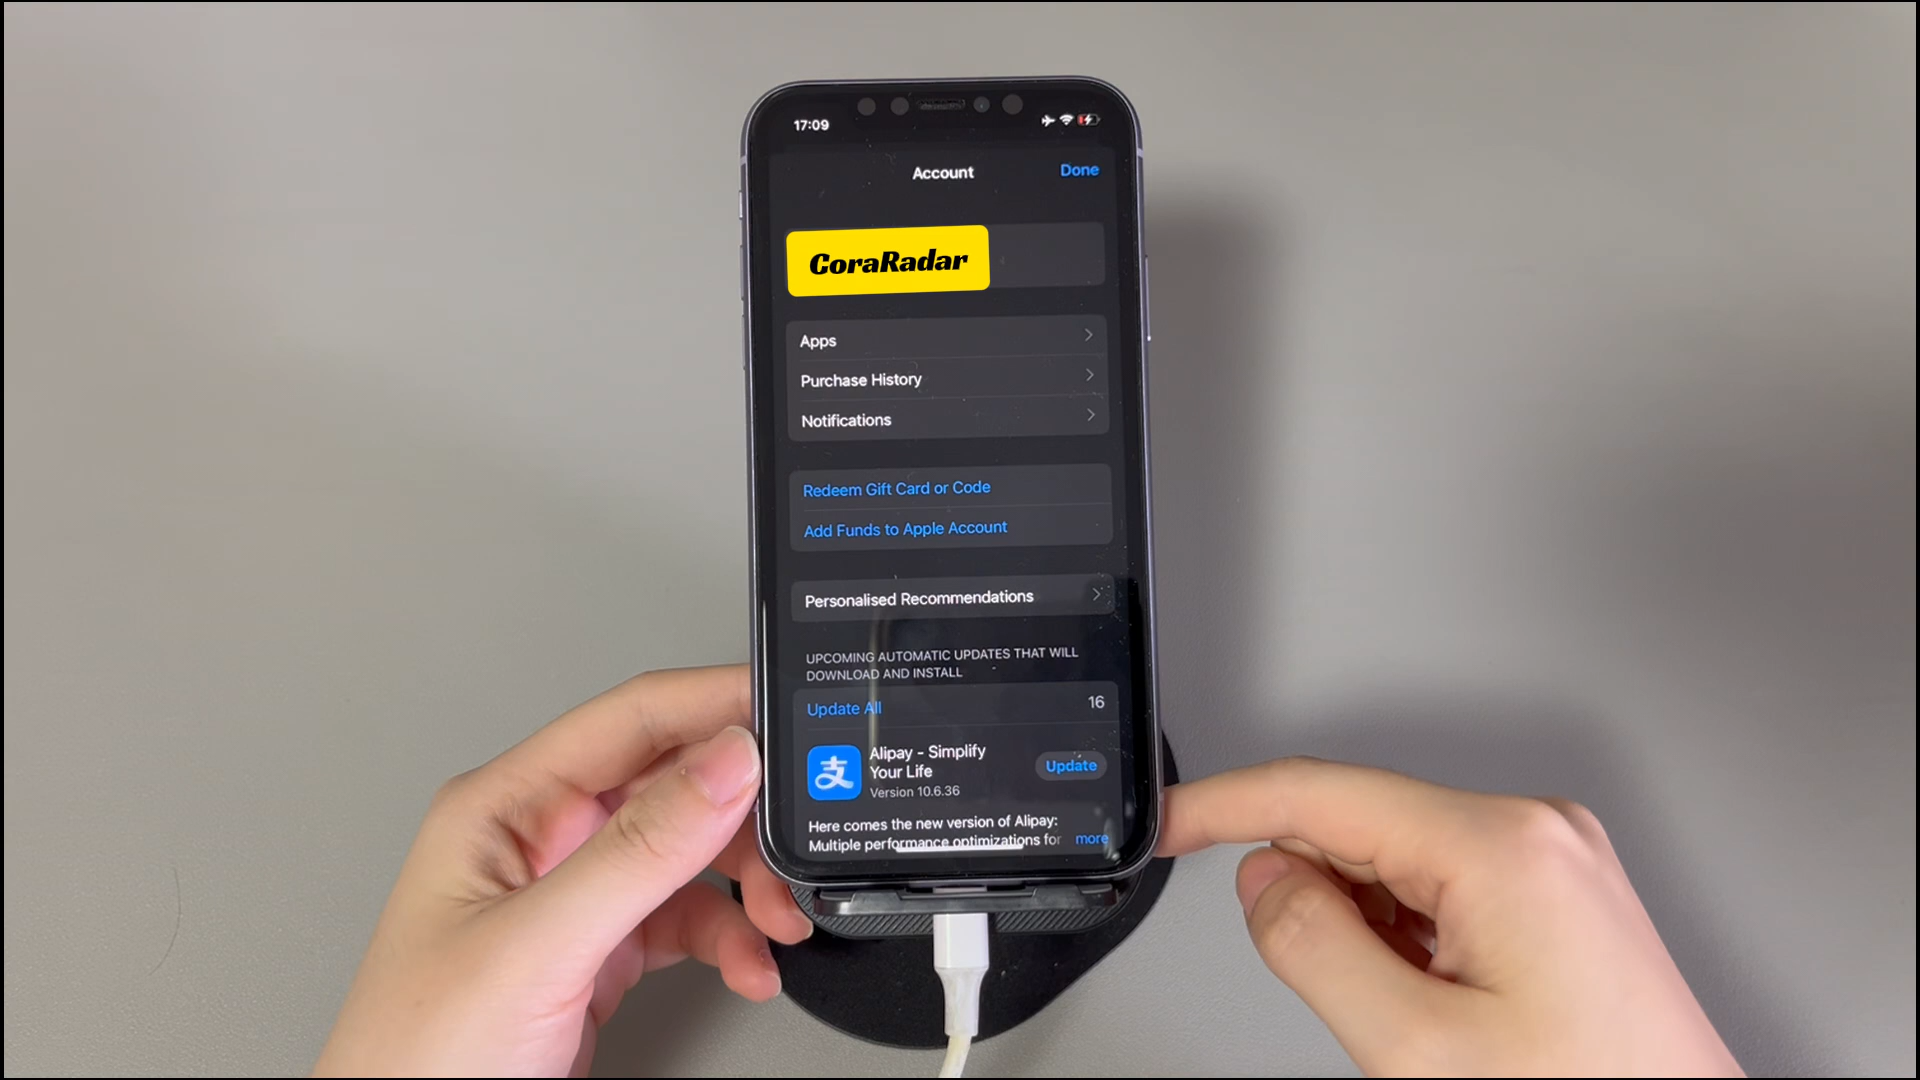 17:09
Account
Done
CoraRadar
Apps
Purchase History
Notifications
Redeem Gift Card or Code
Add Funds to Apple Account
Personalised Recommendations
UPCOMING AUTOMATIC UPDATES THAT WILL
DOWNLOAD AND INSTALL
Update All
16
支
Alipay - Simplify
Your Life
Version 10.6.36
Update
Here comes the new version of Alipay:
Multiple performance optimizations for
more